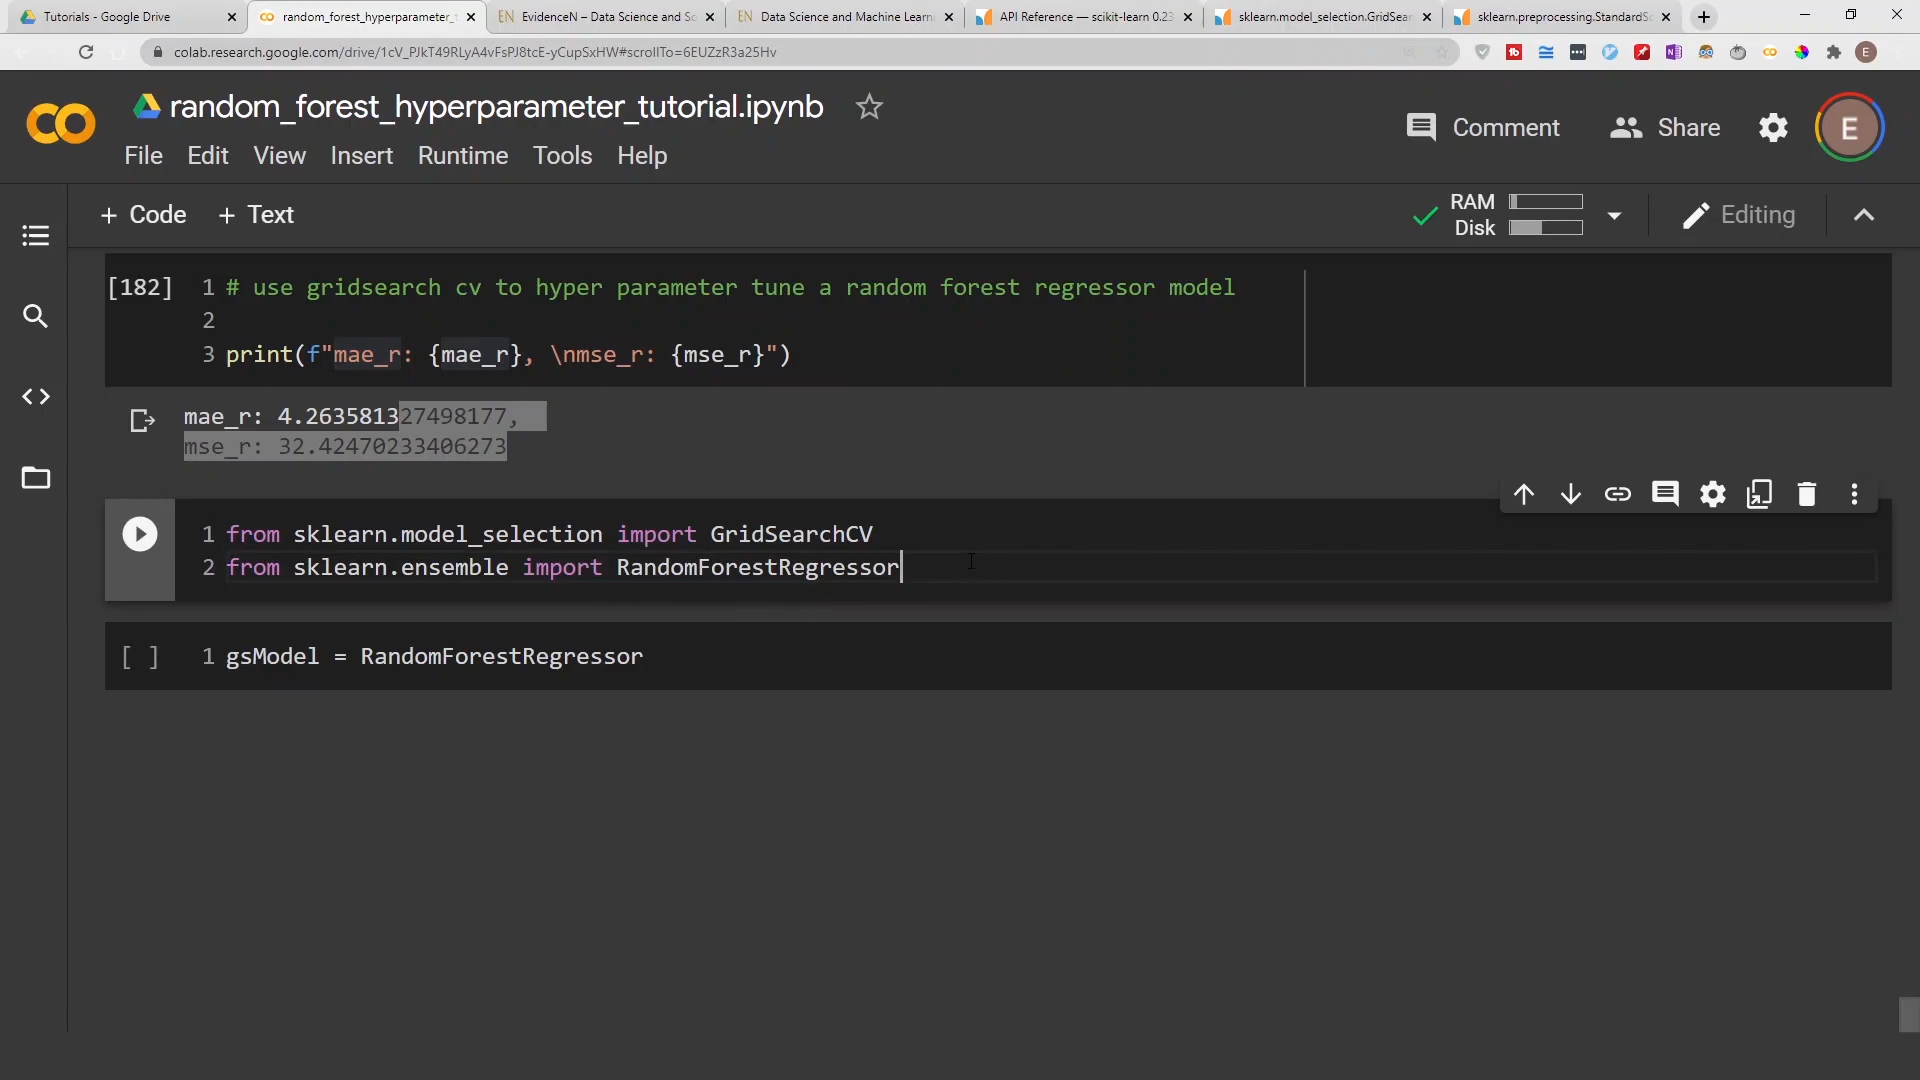 Tutorials - Google Drive
random_forest_hyperparameter_t
EvidenceN – Data Science and So
Data Science and Machine Learni
API Reference — scikit-learn 0.23
sklearn.model_selection.GridSear
sklearn.preprocessing.StandardSc
colab.research.google.com/drive/1cV_PJkT49RLyA4vFsPJ8tcE-yCupSxHW#scrollTo=6EUZzR3a25Hv
random_forest_hyperparameter_tutorial.ipynb
File Edit View Insert Runtime Tools Help
Comment Share E
+ Code + Text
RAM
Disk
Editing
[182] 1 # use gridsearch cv to hyper parameter tune a random forest regressor model
2
3 print(f"mae_r: {mae_r}, \nmse_r: {mse_r}")
mae_r: 4.263581327498177,
mse_r: 32.42470233406273
1 from sklearn.model_selection import GridSearchCV
2 from sklearn.ensemble import RandomForestRegressor
[ ] 1 gsModel = RandomForestRegressor